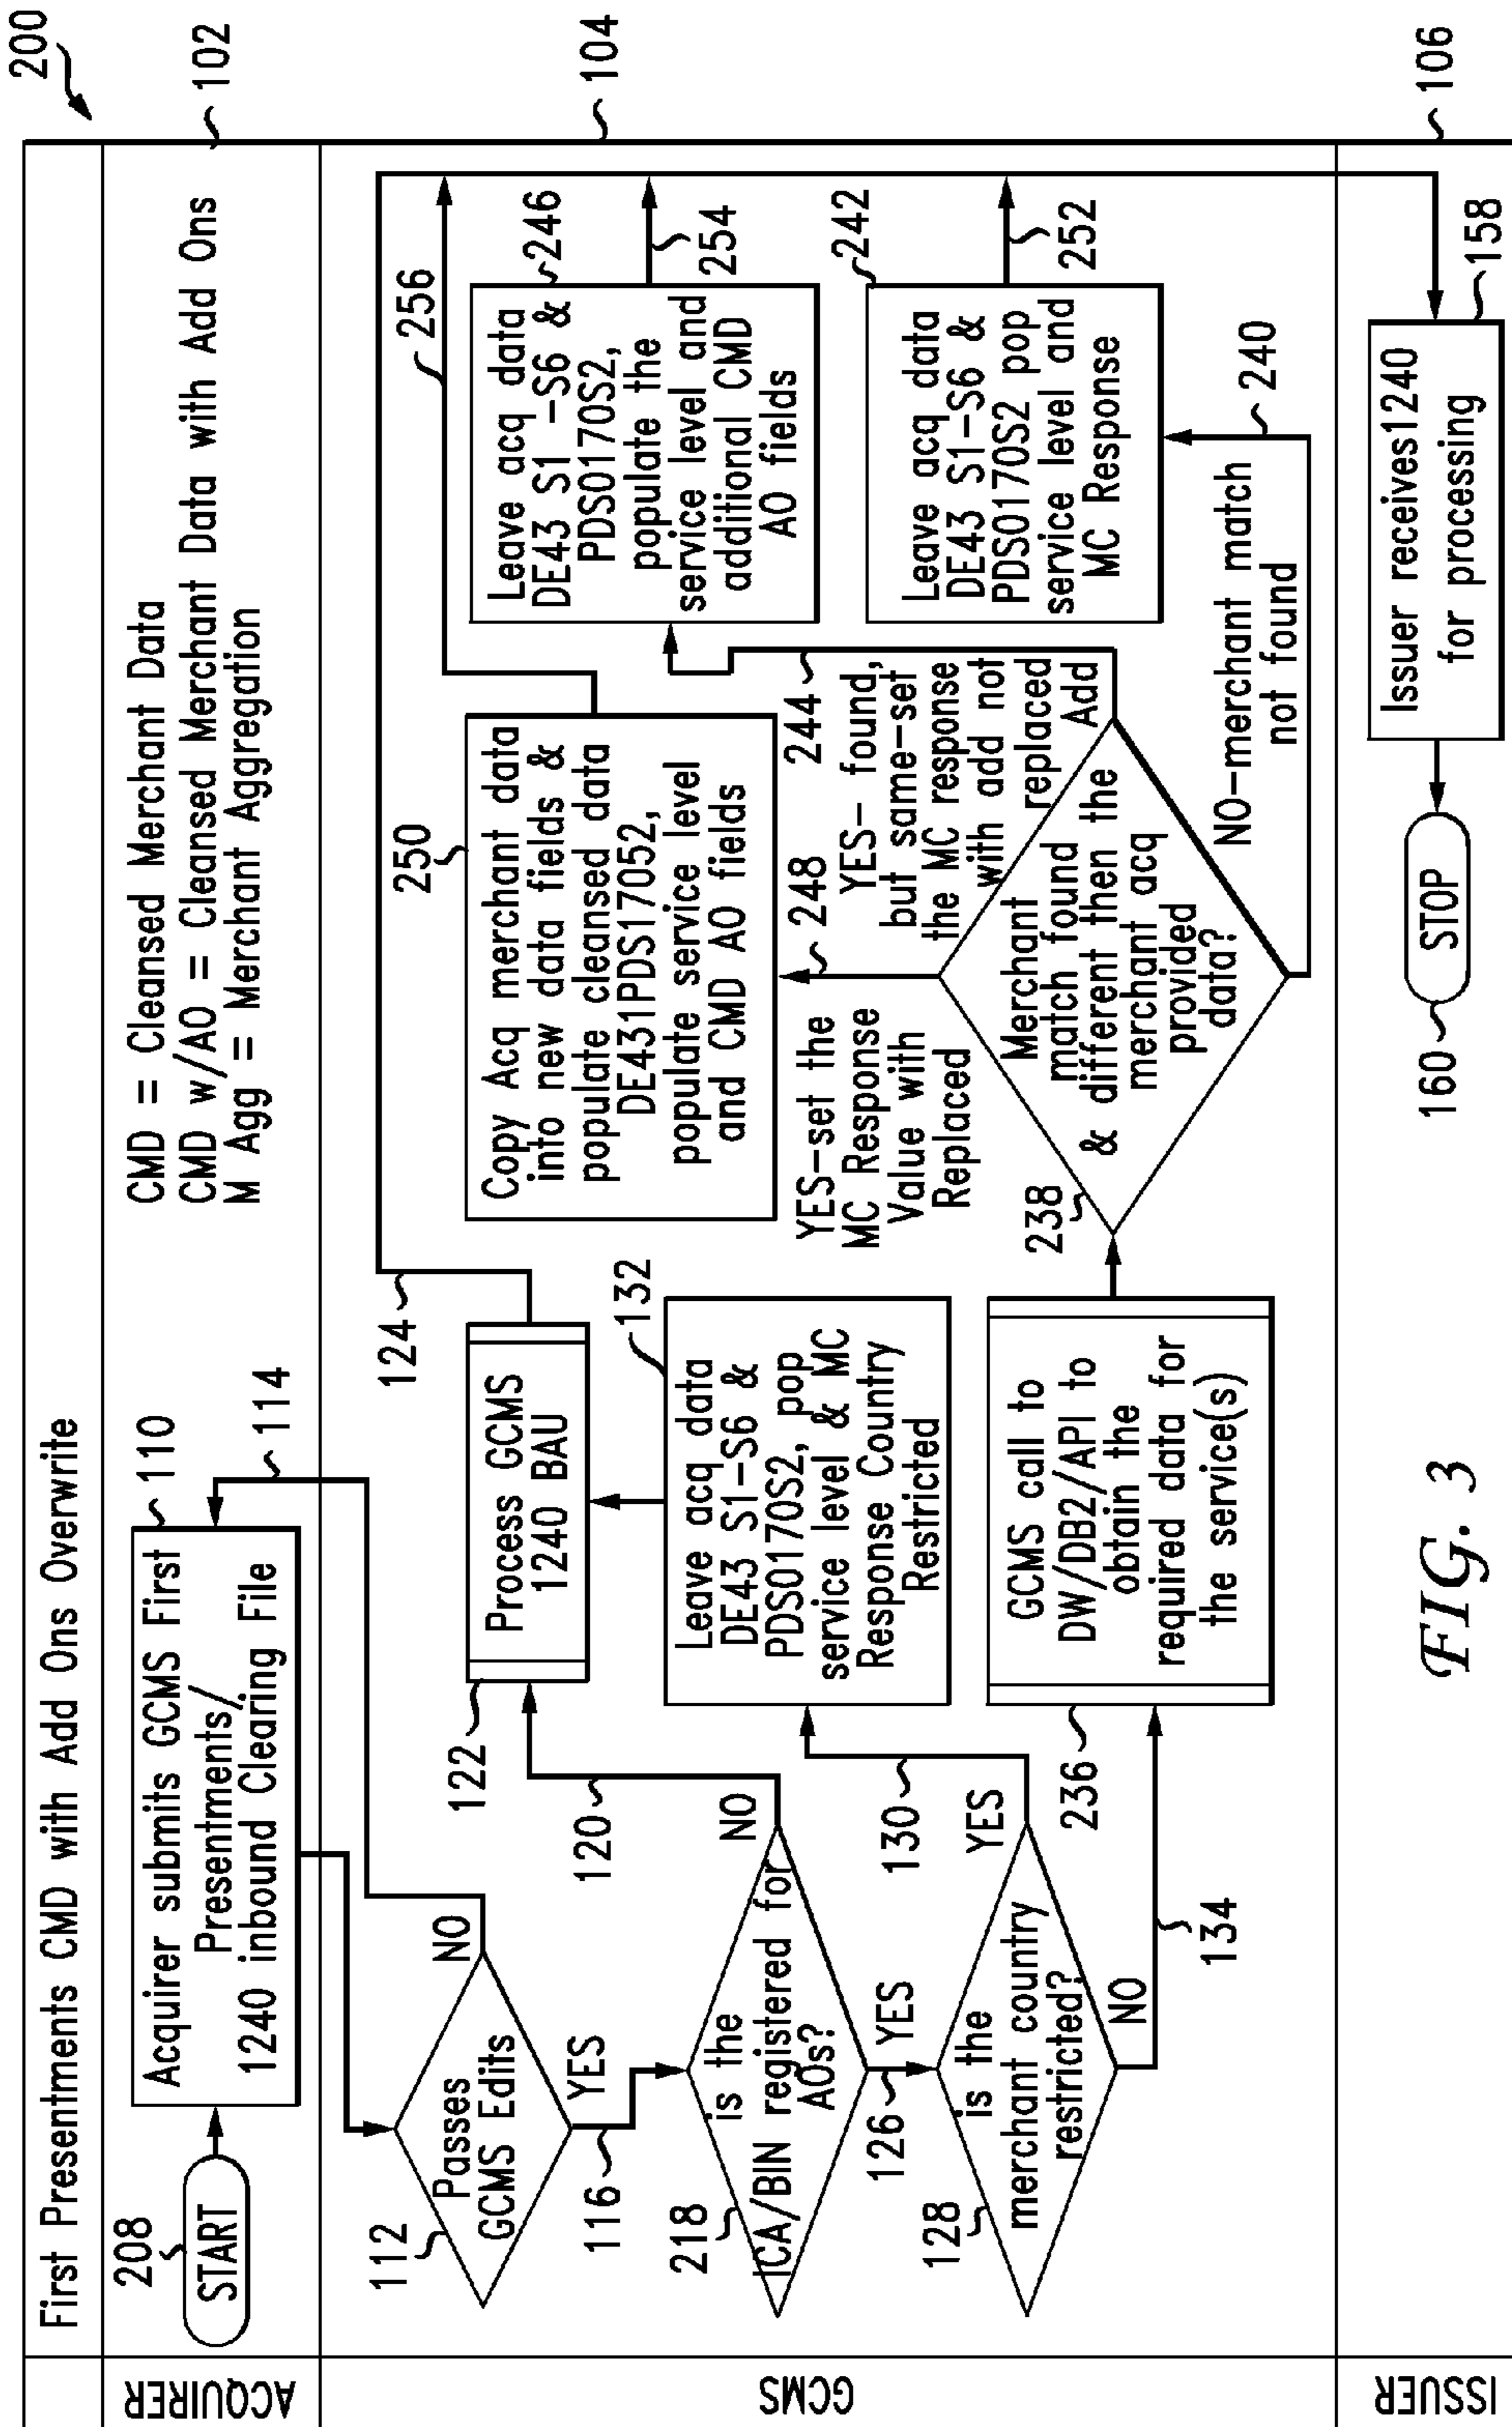 200
First Presentments CMD with Add Ons Overwrite
ACQUIRER
102
CMD = Cleansed Merchant Data
CMD w/AO = Cleansed Merchant Data with Add Ons
M Agg = Merchant Aggregation
208
START
110
Acquirer submits GCMS First
Presentments/
1240 inbound Clearing File
114
GCMS
104
112
Passes
GCMS Edits
NO
YES
116
218
is the
ICA/BIN registered for
AOs?
NO
120
YES
126
128
is the
merchant country
restricted?
YES
130
NO
134
122
Process GCMS
1240 BAU
124
132
Leave acq data
DE43 S1-S6 &
PDS0170S2, pop
service level & MC
Response Country
Restricted
236
GCMS call to
DW/DB2/API to
obtain the
required data for
the service(s)
238
Merchant
match found
& different then the
merchant acq
provided
data?
YES-set the
MC Response
Value with
Replaced
248
250
Copy Acq merchant data
into new data fields &
populate cleansed data
DE431PDS17052,
populate service level
and CMD AO fields
256
YES- found,
but same-set
the MC response
with add not
replaced
Add
244
246
Leave acq data
DE43 S1 -S6 &
PDS0170S2,
populate the
service level and
additional CMD
AO fields
254
NO-merchant match
not found
240
242
Leave acq data
DE43 S1-S6 &
PDS0170S2 pop
service level and
MC Response
252
ISSUER
106
158
Issuer receives1240
for processing
160
STOP
FIG. 3